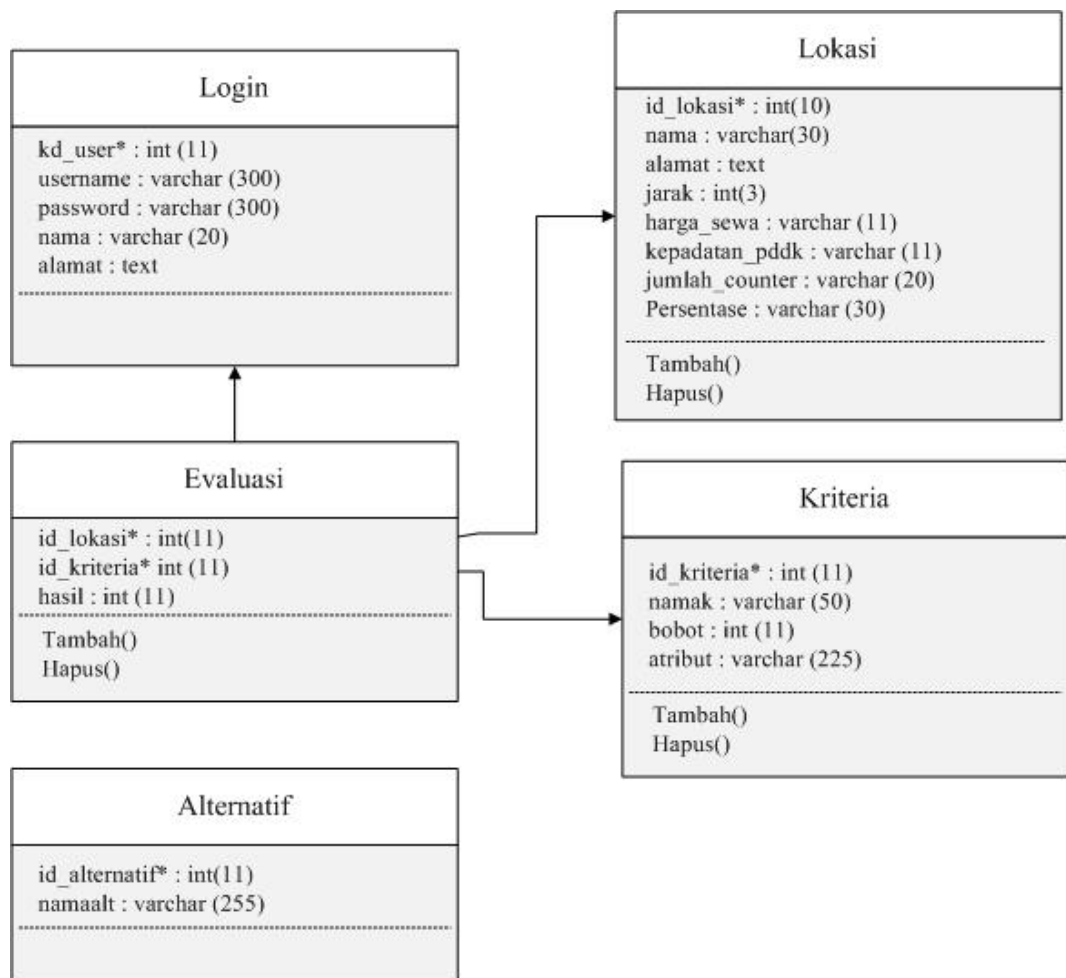 Login
kd_user* : int (11)
username : varchar (300)
password : varchar (300)
nama : varchar (20)
alamat : text
Lokasi
id_lokasi* : int(10)
nama : varchar(30)
alamat : text
jarak : int(3)
harga_sewa : varchar (11)
kepadatan_pddk : varchar (11)
jumlah_counter : varchar (20)
Persentase : varchar (30)
Tambah()
Hapus()
Evaluasi
id_lokasi* : int(11)
id_kriteria* int (11)
hasil : int (11)
Tambah()
Hapus()
Kriteria
id_kriteria* : int (11)
namak : varchar (50)
bobot : int (11)
atribut : varchar (225)
Tambah()
Hapus()
Alternatif
id_alternatif* : int(11)
namaalt : varchar (255)